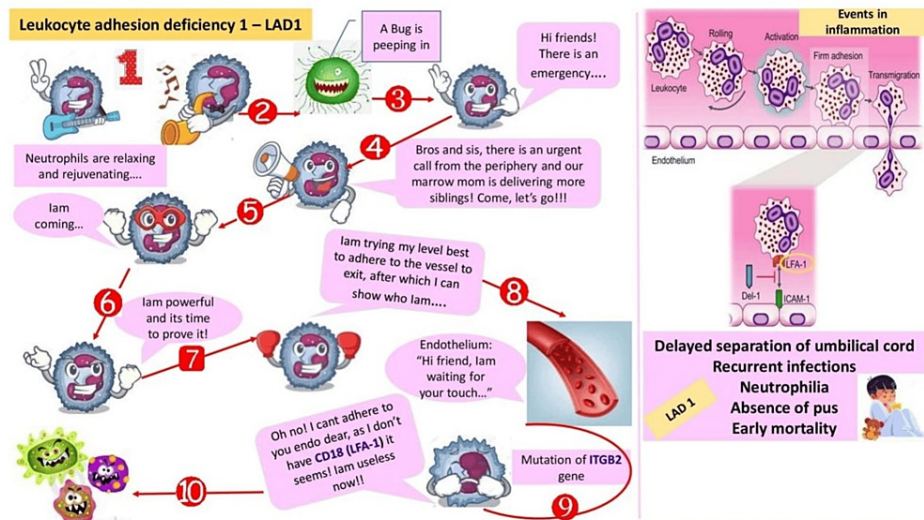 Leukocyte adhesion deficiency 1 – LAD1
1
Neutrophils are relaxing
and rejuvenating….
2
A Bug is
peeping in
3
Hi friends!
There is an
emergency….
4
Bros and sis, there is an urgent
call from the periphery and our
marrow mom is delivering more
siblings! Come, let's go!!!
5
Iam
coming…
6
Iam powerful
and its time
to prove it!
7
Iam trying my level best
to adhere to the vessel to
exit, after which I can
show who Iam….
8
Endothelium:
“Hi friend, Iam
waiting for
your touch…”
Mutation of ITGB2
gene
9
Oh no! I cant adhere to
you endo dear, as I don't
have CD18 (LFA-1) it
seems! Iam useless
now!!
10
Events in
inflammation
Rolling
Activation
Firm adhesion
Transmigration
Leukocyte
Endothelium
LFA-1
Del-1
ICAM-1
Delayed separation of umbilical cord
Recurrent infections
Neutrophilia
Absence of pus
Early mortality
LAD 1